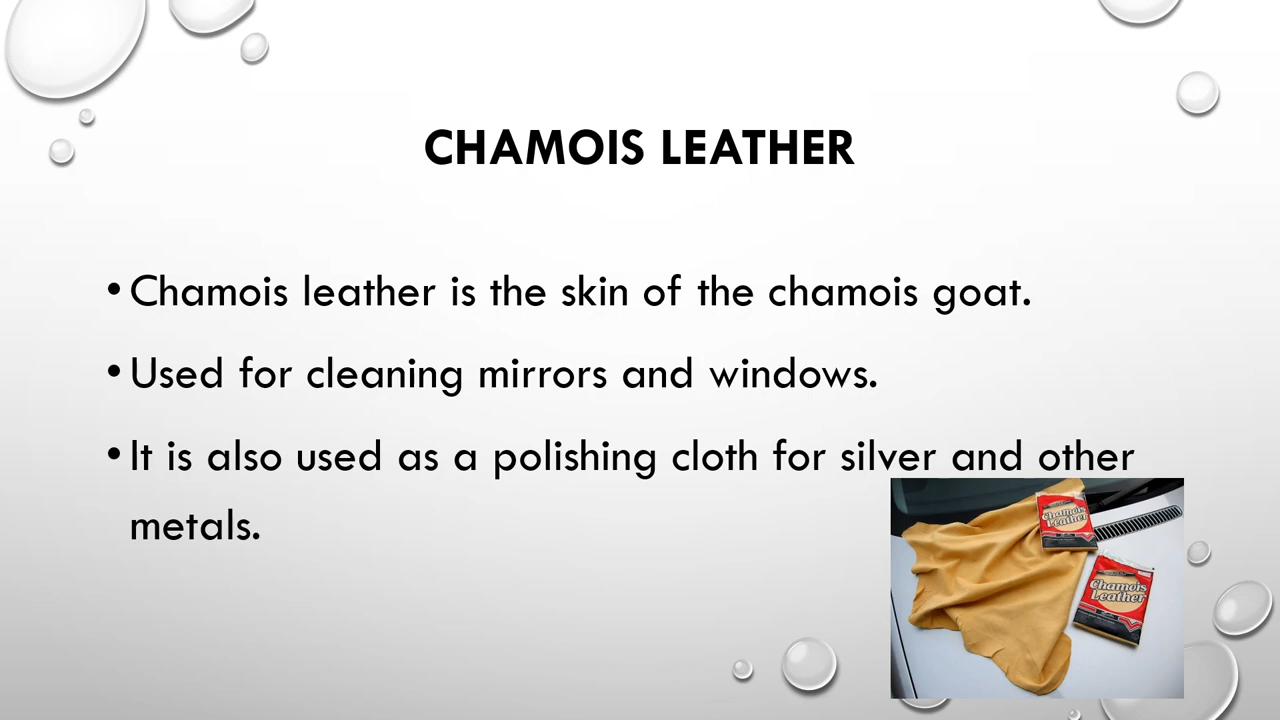 CHAMOIS LEATHER
• Chamois leather is the skin of the chamois goat.
• Used for cleaning mirrors and windows.
• It is also used as a polishing cloth for silver and other
metals.
Chamois
Leather
Chamois
Leather